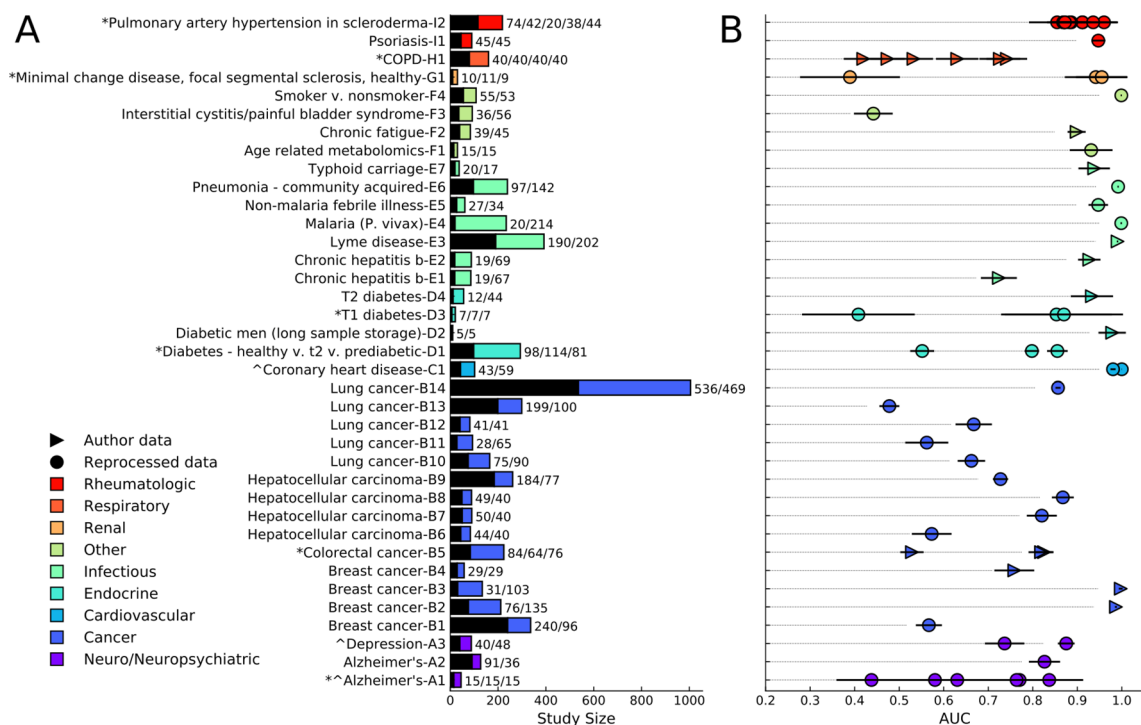 A
B
*Pulmonary artery hypertension in scleroderma-I2 74/42/20/38/44
Psoriasis-I1 45/45
*COPD-H1 40/40/40/40
*Minimal change disease, focal segmental sclerosis, healthy-G1 10/11/9
Smoker v. nonsmoker-F4 55/53
Interstitial cystitis/painful bladder syndrome-F3 36/56
Chronic fatigue-F2 39/45
Age related metabolomics-F1 15/15
Typhoid carriage-E7 20/17
Pneumonia - community acquired-E6 97/142
Non-malaria febrile illness-E5 27/34
Malaria (P. vivax)-E4 20/214
Lyme disease-E3 190/202
Chronic hepatitis b-E2 19/69
Chronic hepatitis b-E1 19/67
T2 diabetes-D4 12/44
*T1 diabetes-D3 7/7/7
Diabetic men (long sample storage)-D2 5/5
*Diabetes - healthy v. t2 v. prediabetic-D1 98/114/81
^Coronary heart disease-C1 43/59
Lung cancer-B14 536/469
Lung cancer-B13 199/100
Lung cancer-B12 41/41
Lung cancer-B11 28/65
Lung cancer-B10 75/90
Hepatocellular carcinoma-B9 184/77
Hepatocellular carcinoma-B8 49/40
Hepatocellular carcinoma-B7 50/40
Hepatocellular carcinoma-B6 44/40
*Colorectal cancer-B5 84/64/76
Breast cancer-B4 29/29
Breast cancer-B3 31/103
Breast cancer-B2 76/135
Breast cancer-B1 240/96
^Depression-A3 40/48
Alzheimer's-A2 91/36
*^Alzheimer's-A1 15/15/15
Author data
Reprocessed data
Rheumatologic
Respiratory
Renal
Other
Infectious
Endocrine
Cardiovascular
Cancer
Neuro/Neuropsychiatric
0 200 400 600 800 1000
Study Size
0.2 0.3 0.4 0.5 0.6 0.7 0.8 0.9 1.0
AUC